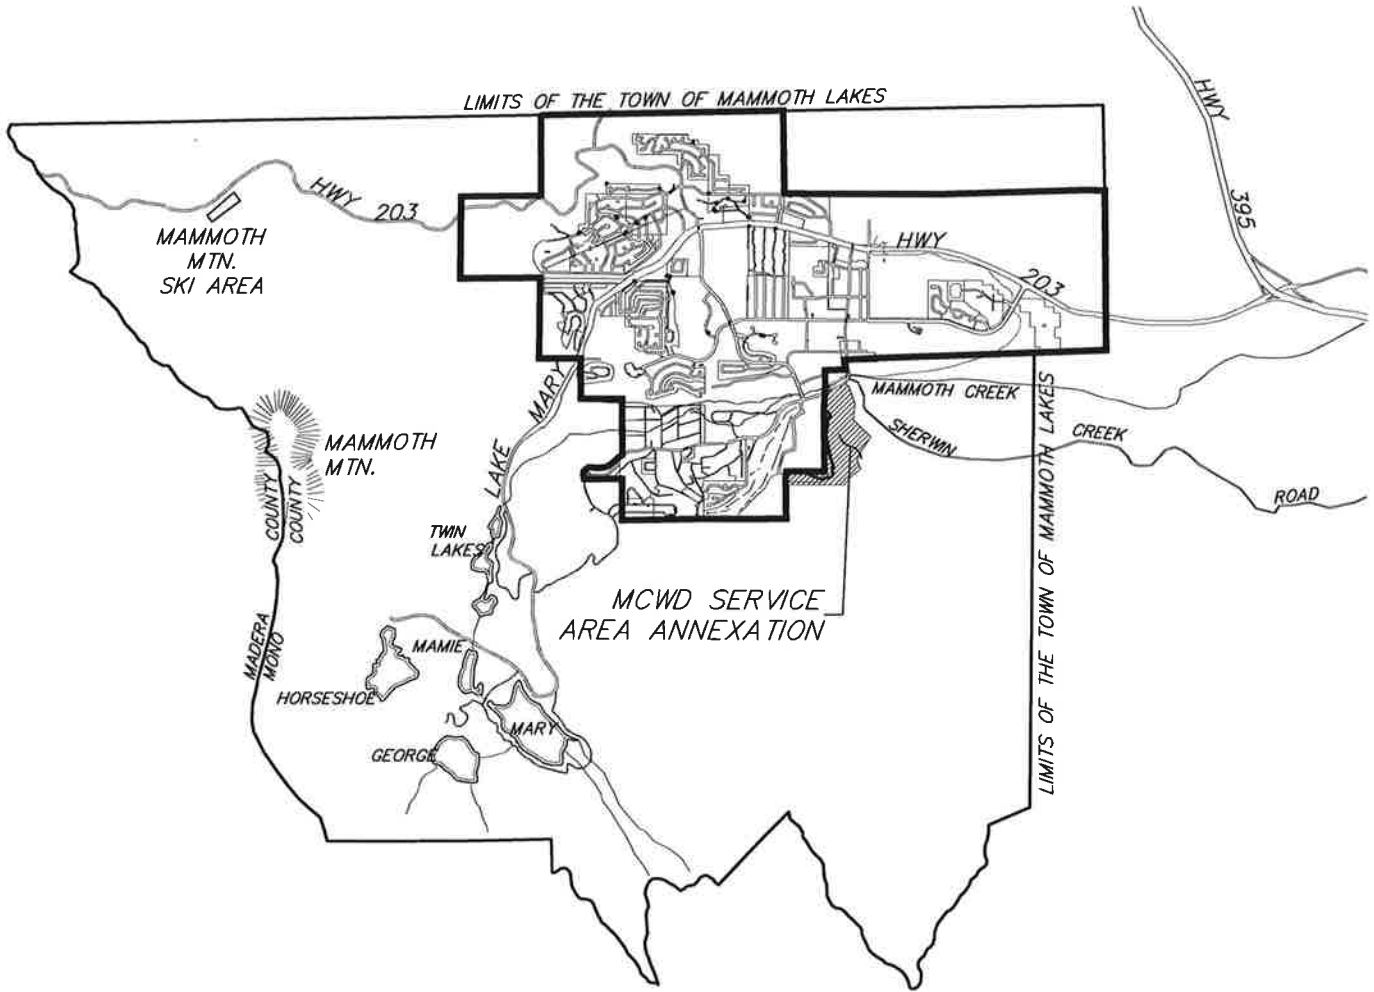 LIMITS OF THE TOWN OF MAMMOTH LAKES
HWY
395
HWY 203
MAMMOTH
MTN.
SKI AREA
HWY
203
LAKE MARY
MAMMOTH CREEK
SHERWIN CREEK ROAD
MAMMOTH
MTN.
COUNTY
COUNTY
TWIN
LAKES
MCWD SERVICE
AREA ANNEXATION
LIMITS OF THE TOWN OF MAMMOTH LAKES
MADERA
MONO
MAMIE
HORSESHOE
MARY
GEORGE